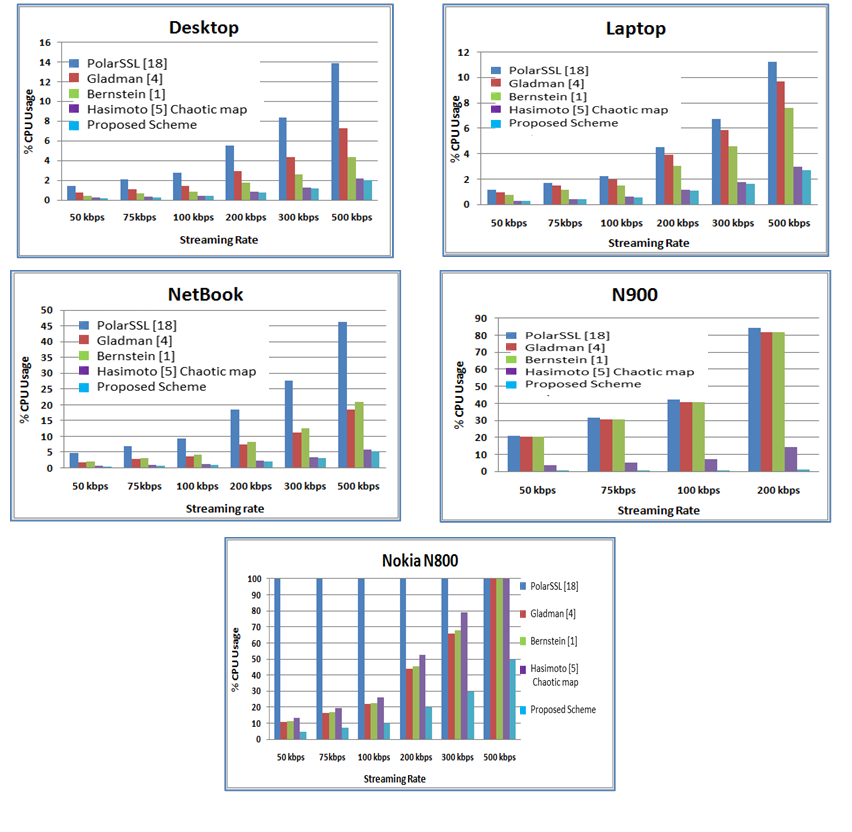 Desktop
16
14
12
10
8
6
4
2
0
% CPU Usage
PolarSSL [18]
Gladman [4]
Bernstein [1]
Hasimoto [5] Chaotic map
Proposed Scheme
50 kbps 75kbps 100 kbps 200 kbps 300 kbps 500 kbps
Streaming Rate
Laptop
12
10
8
6
4
2
0
% CPU Usage
PolarSSL [18]
Gladman [4]
Bernstein [1]
Hasimoto [5] Chaotic map
Proposed Scheme
50 kbps 75kbps 100 kbps 200 kbps 300 kbps 500 kbps
Streaming Rate
NetBook
50
45
40
35
30
25
20
15
10
5
0
% CPU Usage
PolarSSL [18]
Gladman [4]
Bernstein [1]
Hasimoto [5] Chaotic map
Proposed Scheme
50 kbps 75kbps 100 kbps 200 kbps 300 kbps 500 kbps
Streaming rate
N900
90
80
70
60
50
40
30
20
10
0
% CPU Usage
PolarSSL [18]
Gladman [4]
Bernstein [1]
Hasimoto [5] Chaotic map
Proposed Scheme
50 kbps 75kbps 100 kbps 200 kbps
Streaming Rate
Nokia N800
100
90
80
70
60
50
40
30
20
10
0
% CPU Usage
PolarSSL [18]
Gladman [4]
Bernstein [1]
Hasimoto [5]
Chaotic map
Proposed Scheme
50 kbps 75kbps 100 kbps 200 kbps 300 kbps 500 kbps
Streaming Rate